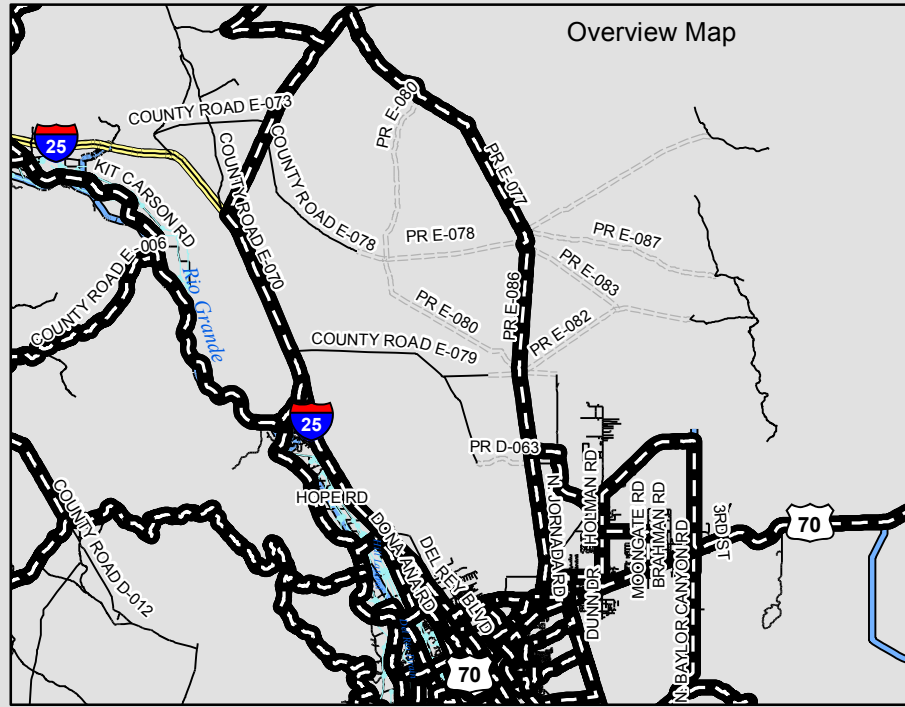 Overview Map
COUNTY ROAD E-073
PR E-080
25
KIT CARSON RD
COUNTY ROAD E-070
COUNTY ROAD E-078
PR E-077
PR E-078
PR E-087
COUNTY ROAD E-006
Rio Grande
PR E-083
PR E-086
PR E-080
PR E-082
COUNTY ROAD E-079
25
PR D-063
HOPE RD
N. JORNADA RD
HOLMAN RD
DUNN DR
MOONGATE RD
BRAHMAN RD
N. BAYLOR CANYON RD
3RD ST
70
COUNTY ROAD D-012
DONA ANA RD
DEL REY BLVD
70